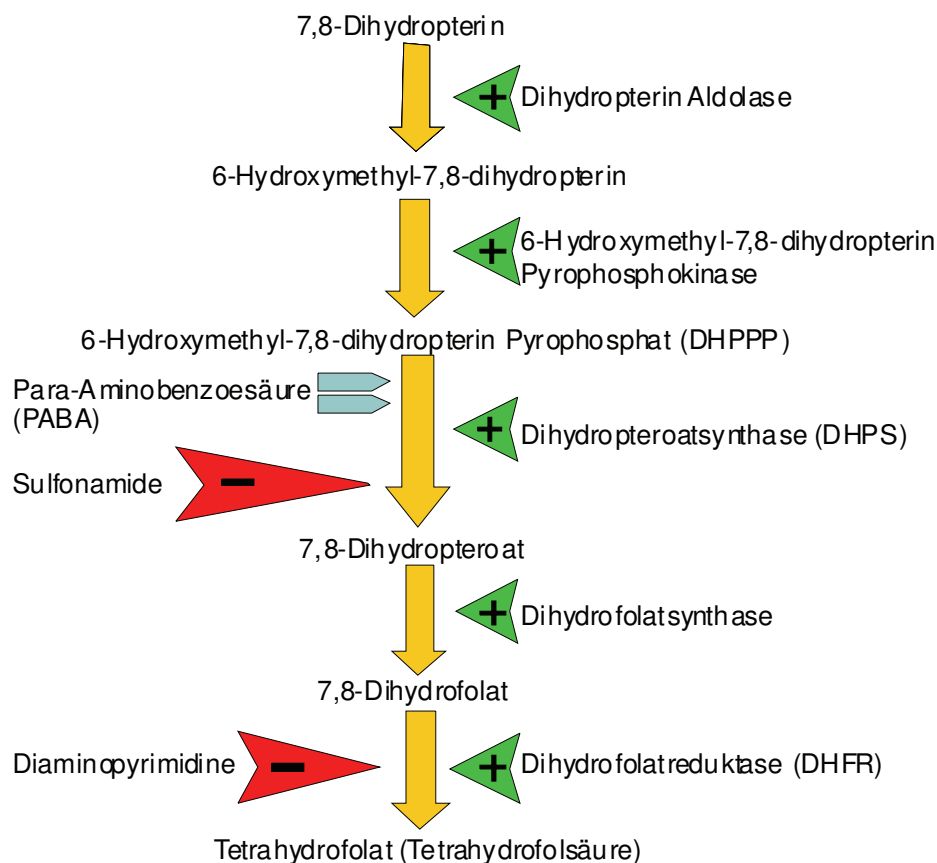 7,8-Dihydropterin
Dihydropterin Aldolase
6-Hydroxymethyl-7,8-dihydropterin
6-Hydroxymethyl-7,8-dihydropterin
Pyrophosphokinase
6-Hydroxymethyl-7,8-dihydropterin Pyrophosphat (DHPPP)
Para-Aminobenzoesäure
(PABA)
Dihydropteroatsynthase (DHPS)
Sulfonamide
7,8-Dihydropteroat
Dihydrofolatsynthase
7,8-Dihydrofolat
Diaminopyrimidine
Dihydrofolatreduktase (DHFR)
Tetrahydrofolat (Tetrahydrofolsäure)